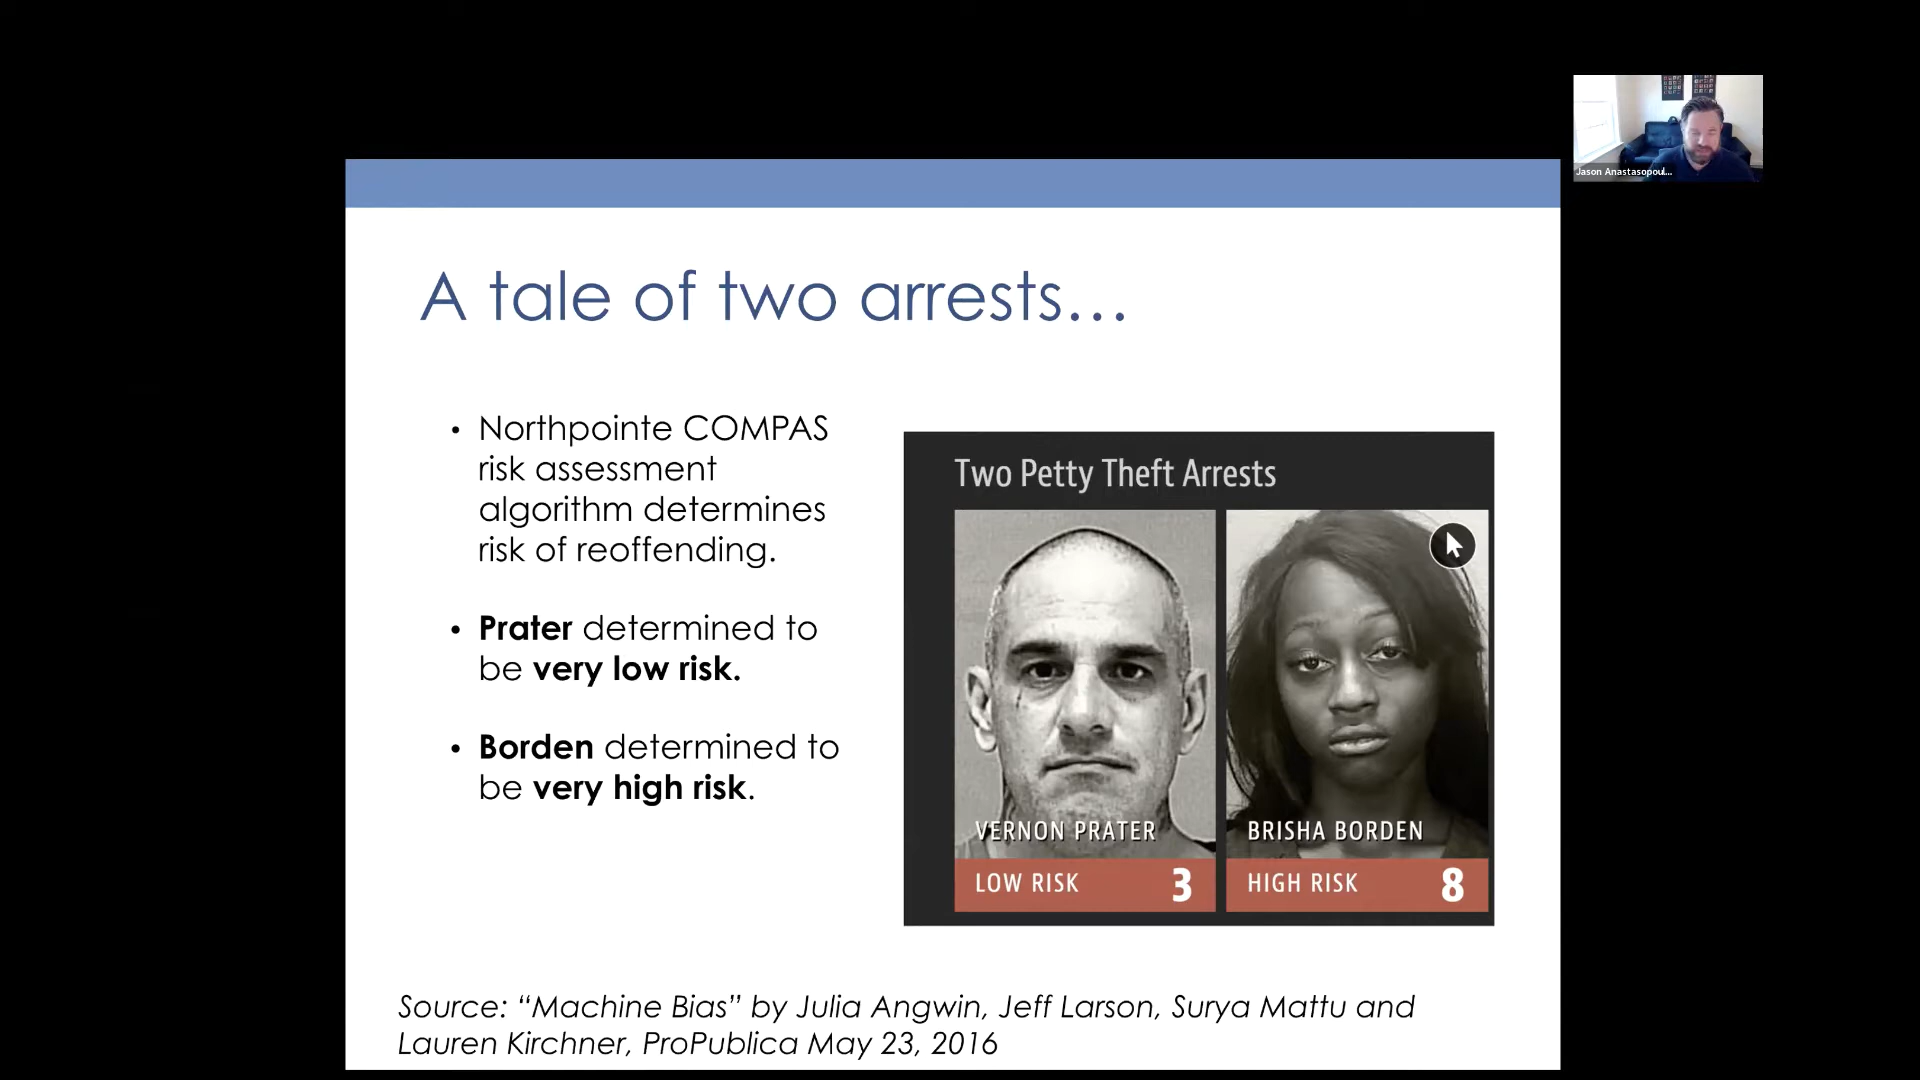 Jason Anastasopoul...
A tale of two arrests...
• Northpointe COMPAS
risk assessment
algorithm determines
risk of reoffending.
• Prater determined to
be very low risk.
• Borden determined to
be very high risk.
Two Petty Theft Arrests
VERNON PRATER
LOW RISK 3
BRISHA BORDEN
HIGH RISK 8
Source: “Machine Bias” by Julia Angwin, Jeff Larson, Surya Mattu and
Lauren Kirchner, ProPublica May 23, 2016